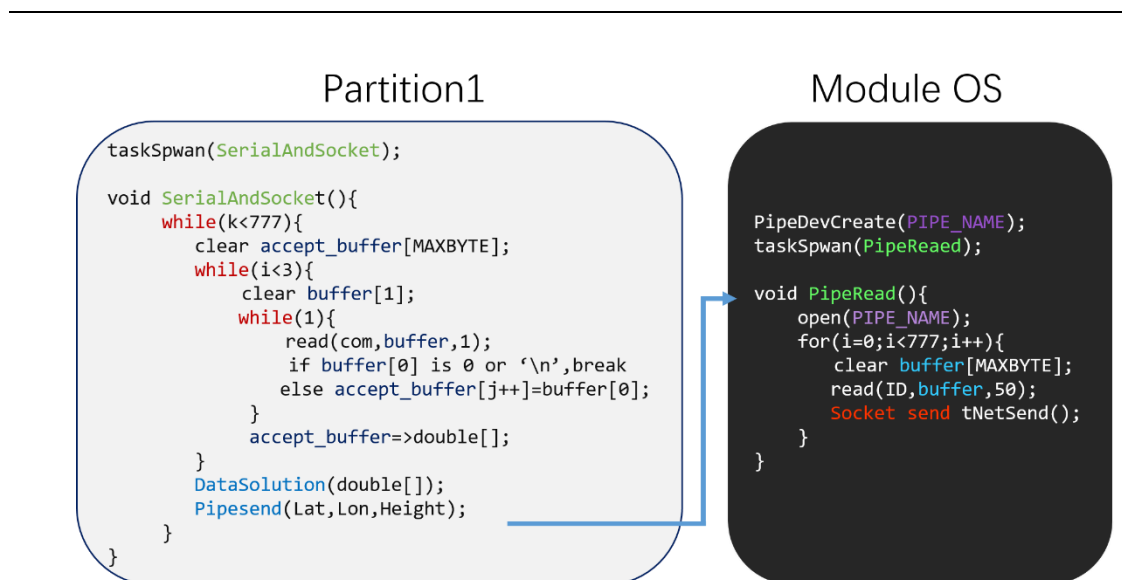 Partition1
taskSpwan(SerialAndSocket);
void SerialAndSocket(){
while(k<777){
clear accept_buffer[MAXBYTE];
while(i<3){
clear buffer[1];
while(1){
read(com,buffer,1);
if buffer[0] is 0 or ‘\n’,break
else accept_buffer[j++]=buffer[0];
}
accept_buffer=>double[];
}
DataSolution(double[]);
Pipesend(Lat,Lon,Height);
}
}
Module OS
PipeDevCreate(PIPE_NAME);
taskSpwan(PipeReaed);
void PipeRead(){
open(PIPE_NAME);
for(i=0;i<777;i++){
clear buffer[MAXBYTE];
read(ID,buffer,50);
Socket send tNetSend();
}
}